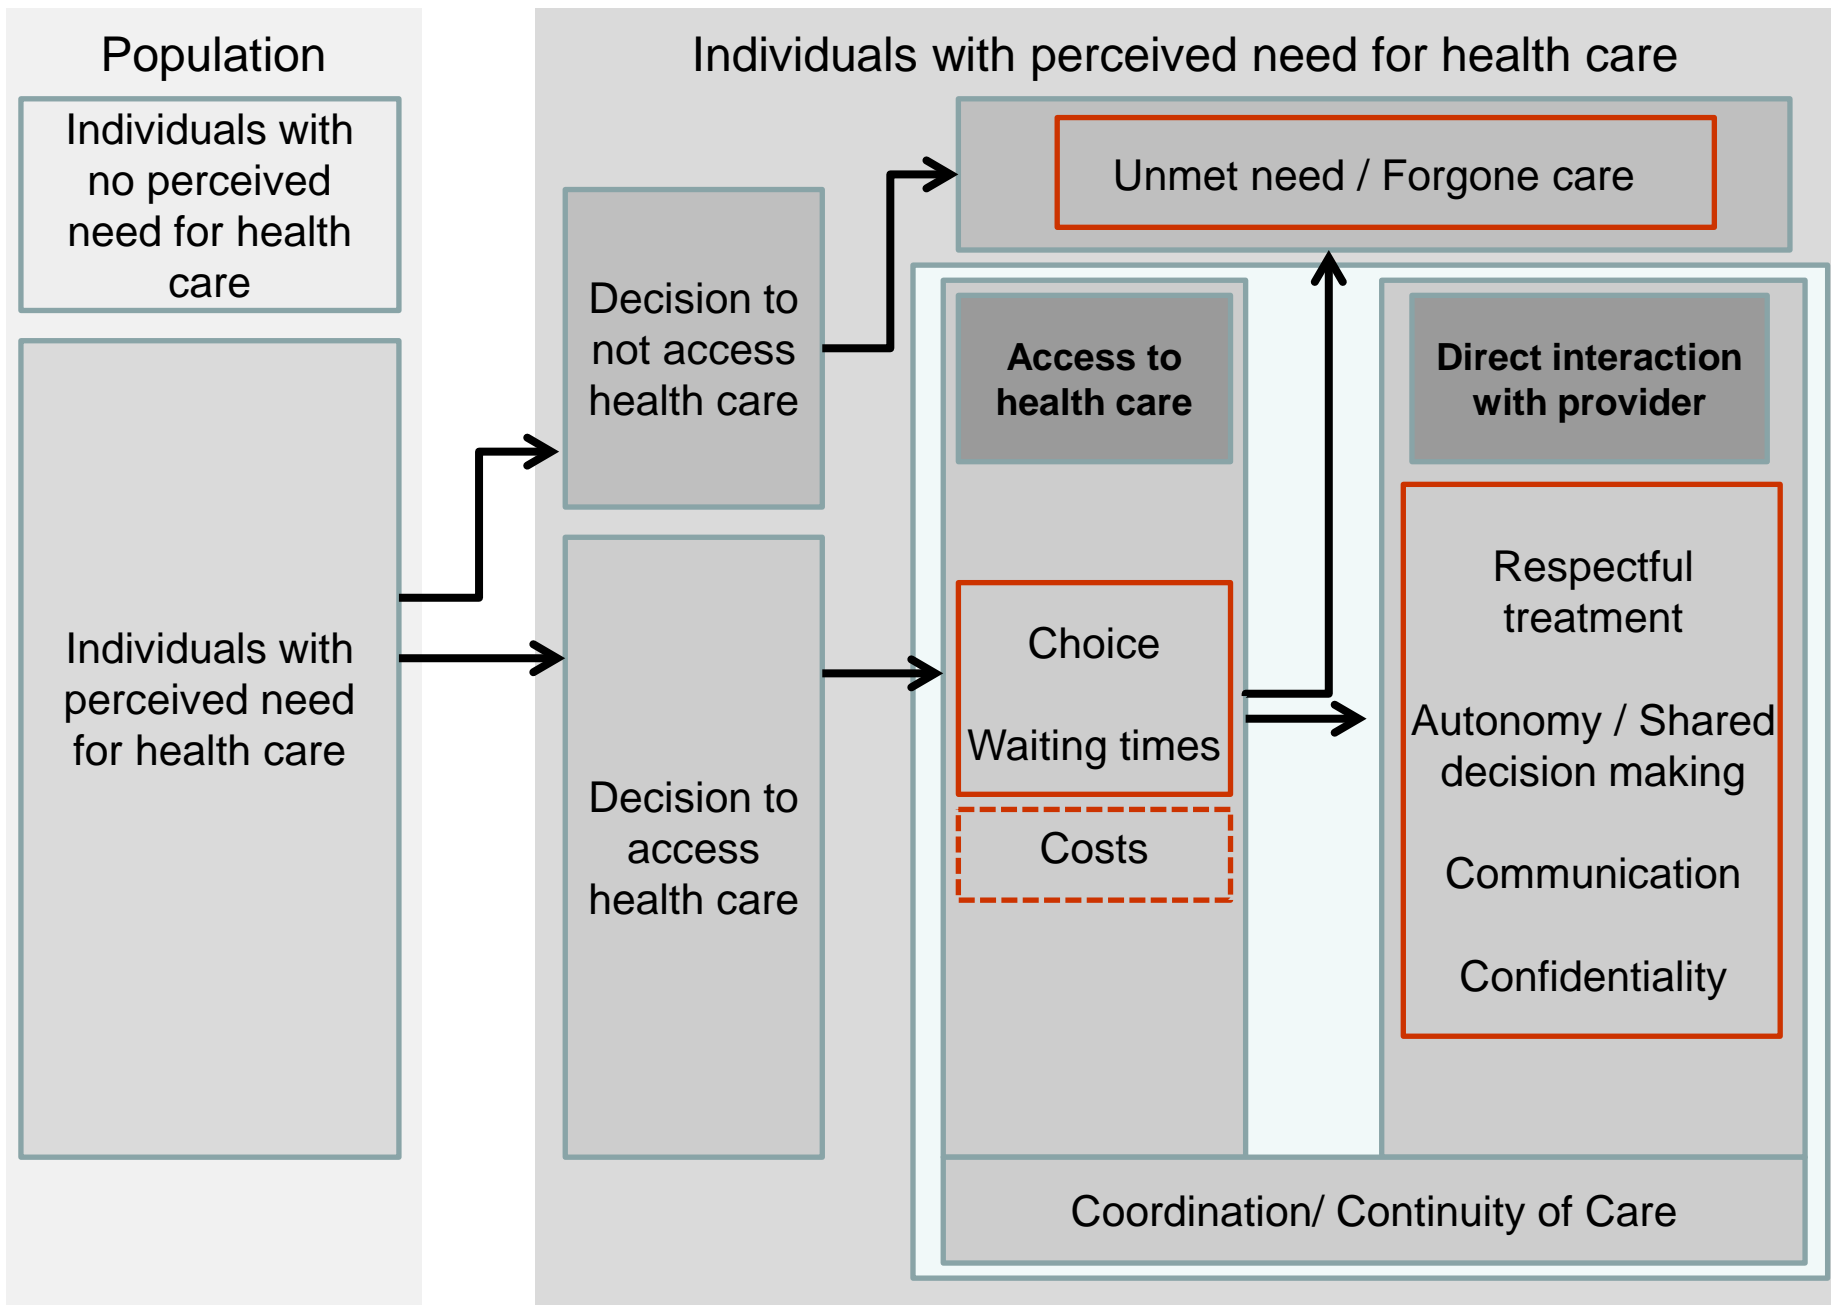 Population
Individuals with
no perceived
need for health
care
Individuals with
perceived need
for health care
Individuals with perceived need for health care
Decision to
not access
health care
Decision to
access
health care
Unmet need / Forgone care
Access to
health care
Choice
Waiting times
Costs
Direct interaction
with provider
Respectful
treatment
Autonomy / Shared
decision making
Communication
Confidentiality
Coordination/ Continuity of Care